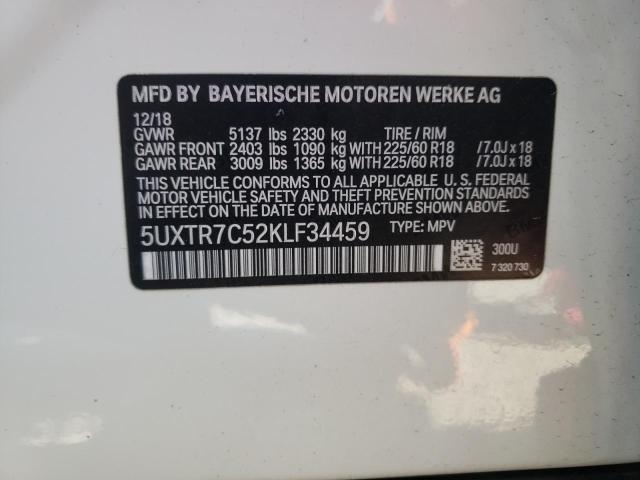 MFD BY BAYERISCHE MOTOREN WERKE AG
12/18
GVWR 5137 lbs 2330 kg TIRE / RIM
GAWR FRONT 2403 lbs 1090 kg WITH 225/60 R18 /7.0J x 18
GAWR REAR 3009 lbs 1365 kg WITH 225/60 R18 /7.0J x 18
THIS VEHICLE CONFORMS TO ALL APPLICABLE U. S. FEDERAL
MOTOR VEHICLE SAFETY AND THEFT PREVENTION STANDARDS
IN EFFECT ON THE DATE OF MANUFACTURE SHOWN ABOVE.
5UXTR7C52KLF34459 TYPE: MPV
300U
7 320 730